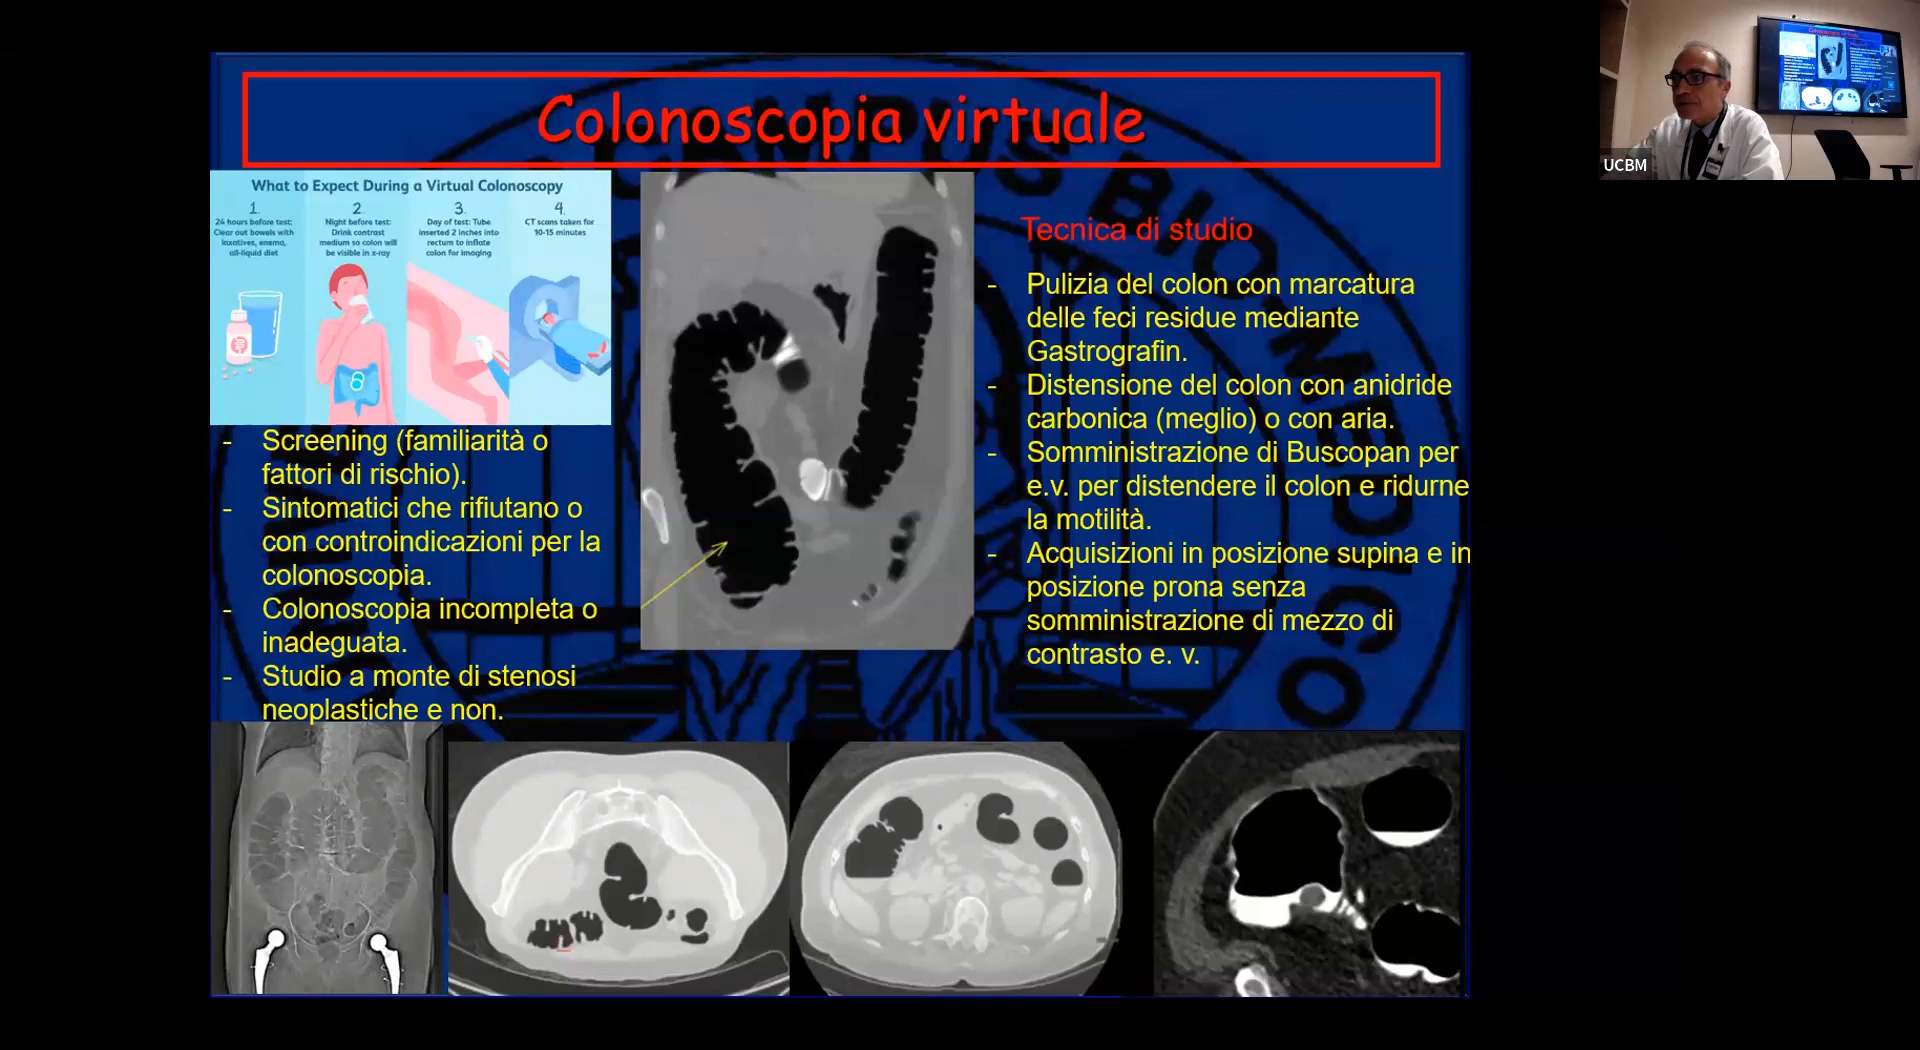 Colonoscopia virtuale
What to Expect During a Virtual Colonoscopy
1.
24 hours before test:
Clear out bowels with
laxatives, enema,
all-liquid diet
2.
Night before test:
Drink contrast
medium so colon will
be visible in x-ray
3.
Day of test: Tube
inserted 2 inches into
rectum to inflate
colon for imaging
4.
CT scans taken for
10-15 minutes
- Screening (familiarità o
fattori di rischio).
- Sintomatici che rifiutano o
con controindicazioni per la
colonoscopia.
- Colonoscopia incompleta o
inadeguata.
- Studio a monte di stenosi
neoplastiche e non.
Tecnica di studio
- Pulizia del colon con marcatura
delle feci residue mediante
Gastrografin.
- Distensione del colon con anidride
carbonica (meglio) o con aria.
- Somministrazione di Buscopan per
e.v. per distendere il colon e ridurne
la motilità.
- Acquisizioni in posizione supina e in
posizione prona senza
somministrazione di mezzo di
contrasto e. v.
UCBM